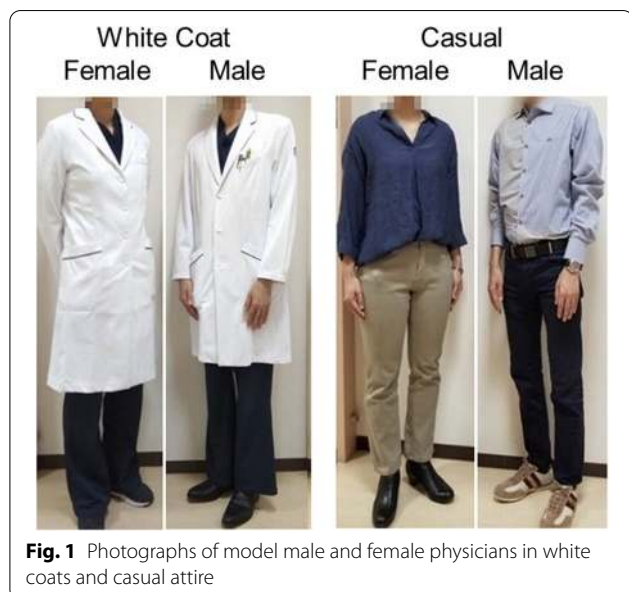 White Coat
Female Male
Casual
Female Male
Fig. 1 Photographs of model male and female physicians in white
coats and casual attire